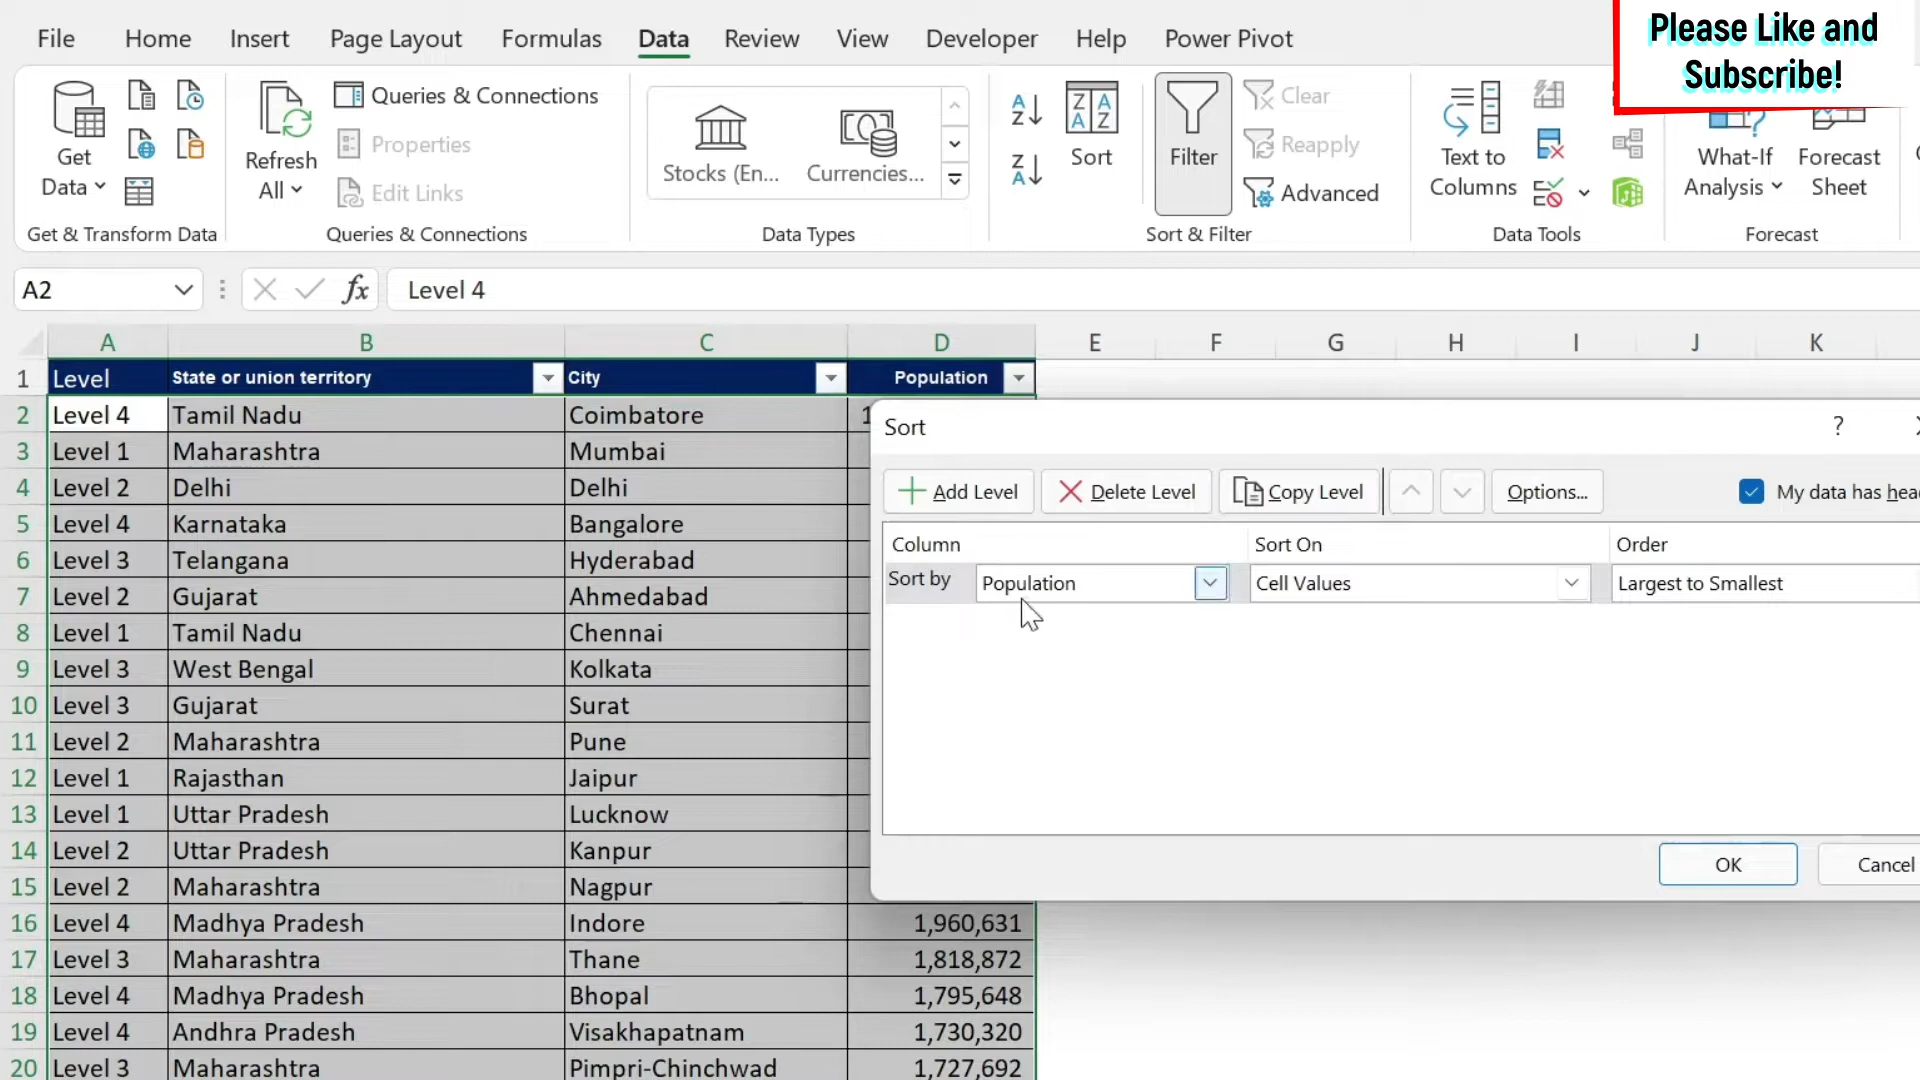 File Home Insert Page Layout Formulas Data Review View Developer Help Power Pivot
Please Like and
Subscribe!
Get
Data
Refresh
All
Queries & Connections
Properties
Edit Links
Stocks (En...
Currencies...
Sort
Filter
Clear
Reapply
Advanced
Text to
Columns
What-If
Analysis
Forecast
Sheet
Get & Transform Data
Queries & Connections
Data Types
Sort & Filter
Data Tools
Forecast
A2
fx
Level 4
A B C D E F G H I J K
1 Level State or union territory City Population
2 Level 4 Tamil Nadu Coimbatore 1
3 Level 1 Maharashtra Mumbai
4 Level 2 Delhi Delhi
5 Level 4 Karnataka Bangalore
6 Level 3 Telangana Hyderabad
7 Level 2 Gujarat Ahmedabad
8 Level 1 Tamil Nadu Chennai
9 Level 3 West Bengal Kolkata
10 Level 3 Gujarat Surat
11 Level 2 Maharashtra Pune
12 Level 1 Rajasthan Jaipur
13 Level 1 Uttar Pradesh Lucknow
14 Level 2 Uttar Pradesh Kanpur
15 Level 2 Maharashtra Nagpur
16 Level 4 Madhya Pradesh Indore 1,960,631
17 Level 3 Maharashtra Thane 1,818,872
18 Level 4 Madhya Pradesh Bhopal 1,795,648
19 Level 4 Andhra Pradesh Visakhapatnam 1,730,320
20 Level 3 Maharashtra Pimpri-Chinchwad 1,727,692
Sort ?
Add Level Delete Level Copy Level Options... My data has hea
Column Sort On Order
Sort by Population Cell Values Largest to Smallest
OK Cancel